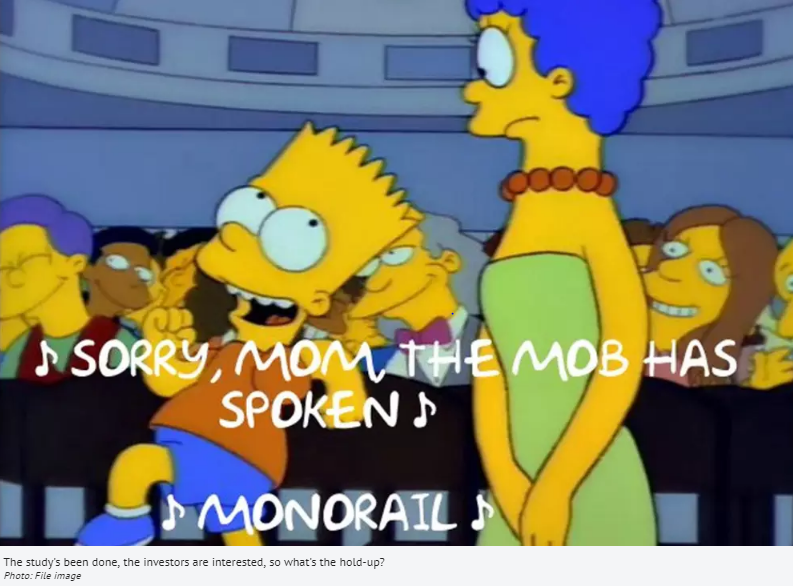 ♪ SORRY, MOM, THE MOB HAS
SPOKEN ♪
♪ MONORAIL ♪
The study's been done, the investors are interested, so what's the hold-up?
Photo: File image